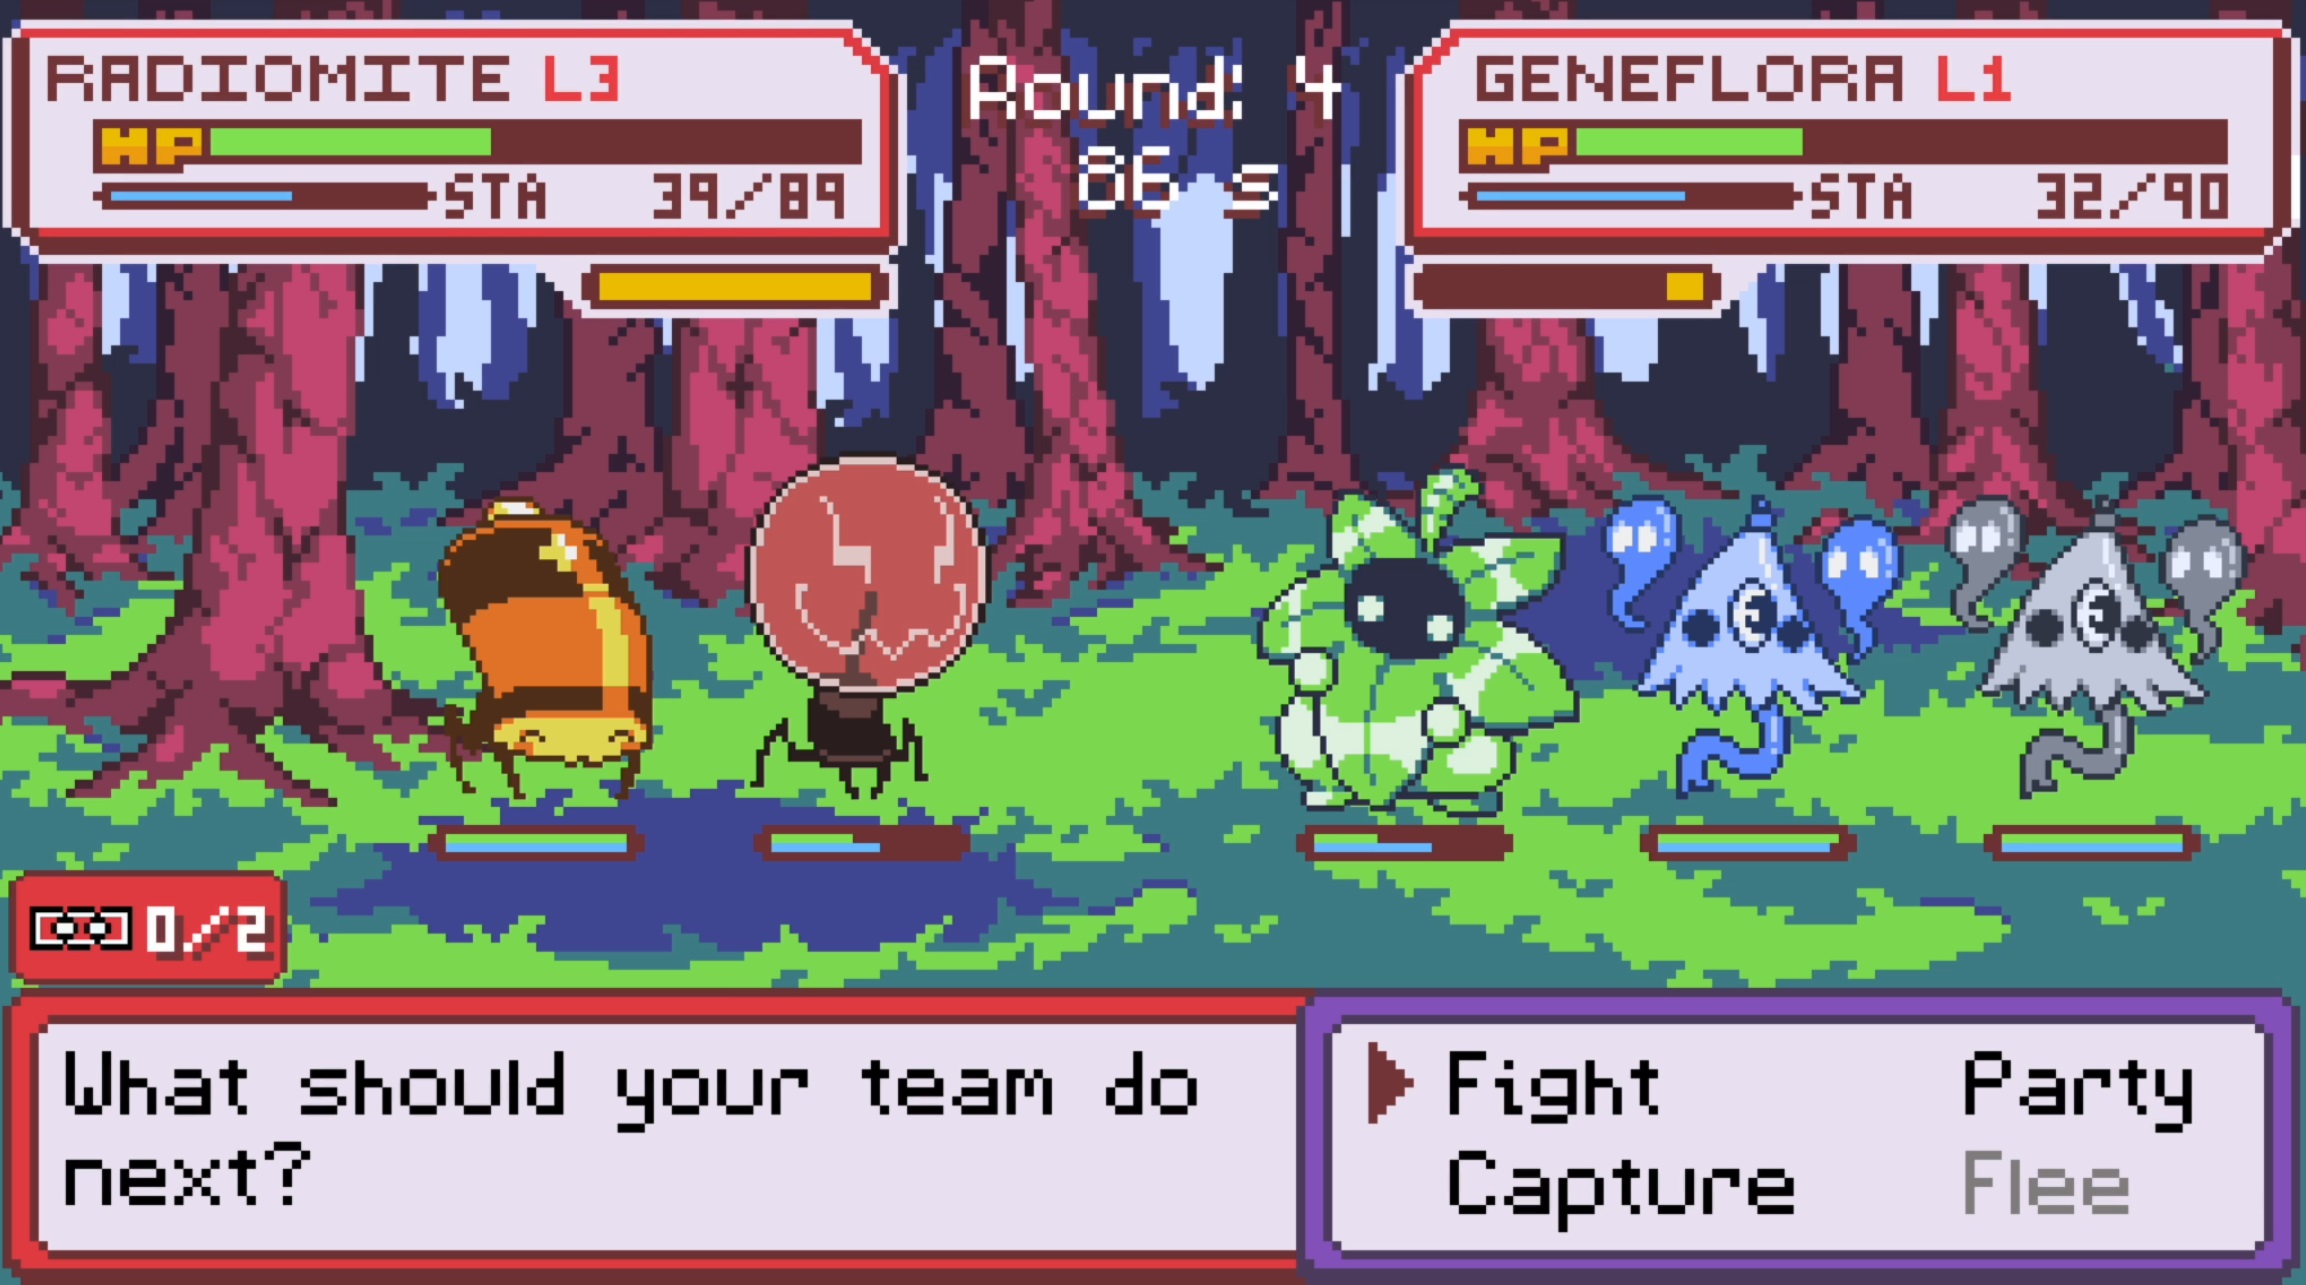 RADIOMITE L3
HP
STA 39/89
Round: 4
86 s
GENEFLORA L1
HP
STA 32/90
0/2
What should your team do
next?
Fight Party
Capture Flee